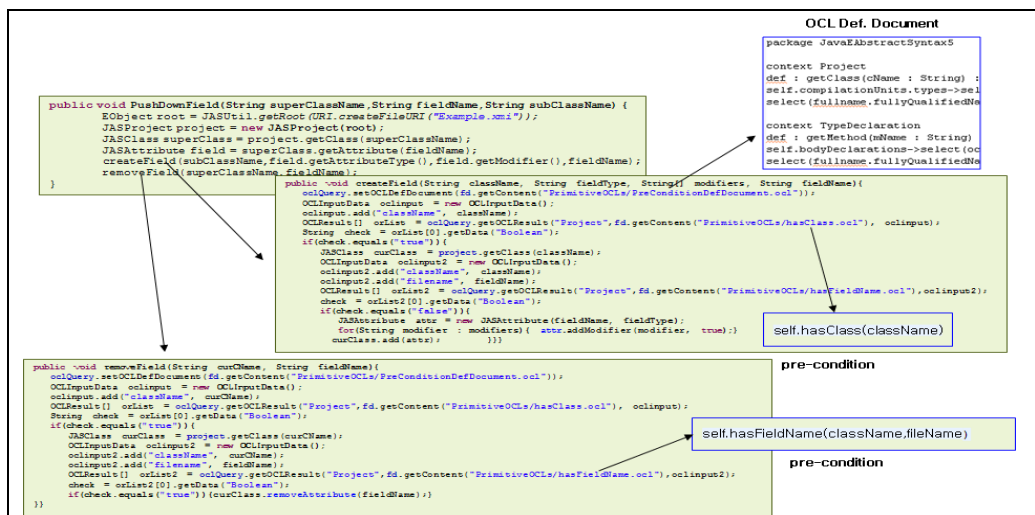 OCL Def. Document
package JavaEAbstractSyntax5
context Project
def : getClass(cName : String) :
self.compilationUnits.types->sel
select(fullname.fullyQualifiedNa
context TypeDeclaration
def : getMethod(mName : String)
self.bodyDeclarations->select(oc
select(fullname.fullyQualifiedNa
public void PushDownField(String superClassName,String fieldName,String subClassName) {
EObject root = JASUtil.getRoot(URI.createFileURI("Example.xmi"));
JASProject project = new JASProject(root);
JASClass superClass = project.getClass(superClassName);
JASAttribute field = superClass.getAttribute(fieldName);
createField(subClassName,field.getAttributeType(),field.getModifier(),fieldName);
removeField(superClassName,fieldName);
}
public void createField(String className, String fieldType, String[] modifiers, String fieldName){
oclQuery.setOCLDefDocument(fd.getContent("PrimitiveOCLs/PreConditionDefDocument.ocl"));
OCLInputData oclinput = new OCLInputData();
oclinput.add("className", className);
OCLResult[] orList = oclQuery.getOCLResult("Project",fd.getContent("PrimitiveOCLs/hasClass.ocl"), oclinput);
String check = orList[0].getData("Boolean");
if(check.equals("true")){
JASClass curClass = project.getClass(className);
OCLInputData oclinput2 = new OCLInputData();
oclinput2.add("className", className);
oclinput2.add("filename", fieldName);
OCLResult[] orList2 = oclQuery.getOCLResult("Project",fd.getContent("PrimitiveOCLs/hasFieldName.ocl"),oclinput2);
check = orList2[0].getData("Boolean");
if(check.equals("false")){
JASAttribute attr = new JASAttribute(fieldName, fieldType);
for(String modifier : modifiers){ attr.addModifier(modifier, true);}
curClass.add(attr); }}}
self.hasClass(className)
pre-condition
public void removeField(String curCName, String fieldName){
oclQuery.setOCLDefDocument(fd.getContent("PrimitiveOCLs/PreConditionDefDocument.ocl"));
OCLInputData oclinput = new OCLInputData();
oclinput.add("className", curCName);
OCLResult[] orList = oclQuery.getOCLResult("Project",fd.getContent("PrimitiveOCLs/hasClass.ocl"), oclinput);
String check = orList[0].getData("Boolean");
if(check.equals("true")){
JASClass curClass = project.getClass(curCName);
OCLInputData oclinput2 = new OCLInputData();
oclinput2.add("className", curCName);
oclinput2.add("filename", fieldName);
OCLResult[] orList2 = oclQuery.getOCLResult("Project",fd.getContent("PrimitiveOCLs/hasFieldName.ocl"),oclinput2);
check = orList2[0].getData("Boolean");
if(check.equals("true")){curClass.removeAttribute(fieldName);}
}}
self.hasFieldName(className,fileName)
pre-condition